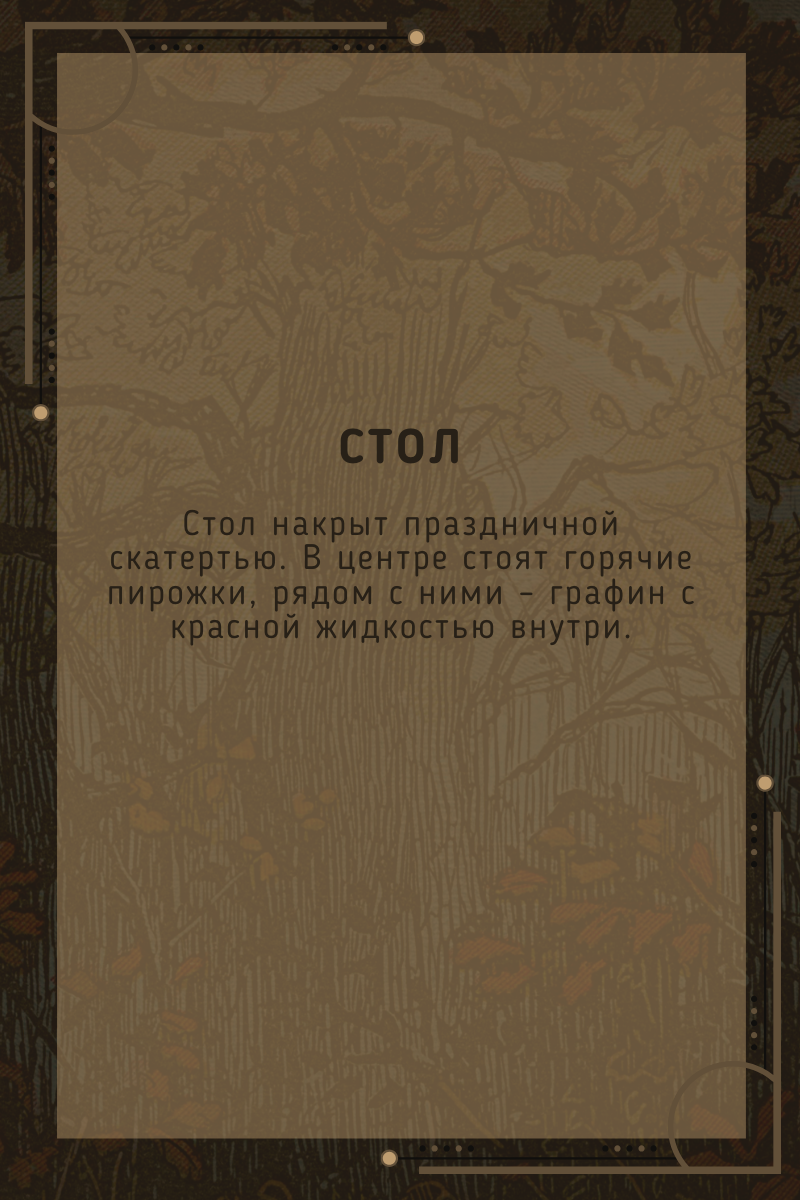 СТОЛ
Стол накрыт праздничной
скатертью. В центре стоят горячие
пирожки, рядом с ними – графин с
красной жидкостью внутри.